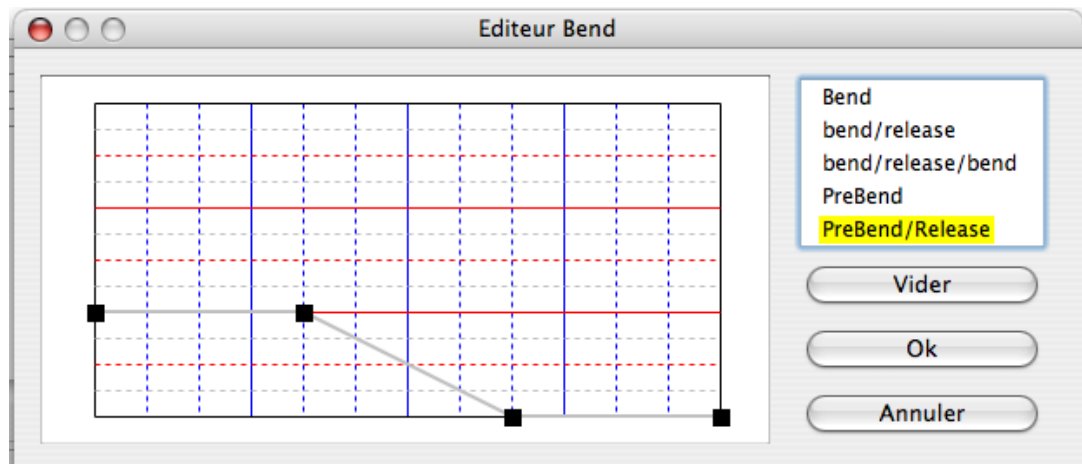 Editeur Bend
Bend
bend/release
bend/release/bend
PreBend
PreBend/Release
Vider
Ok
Annuler